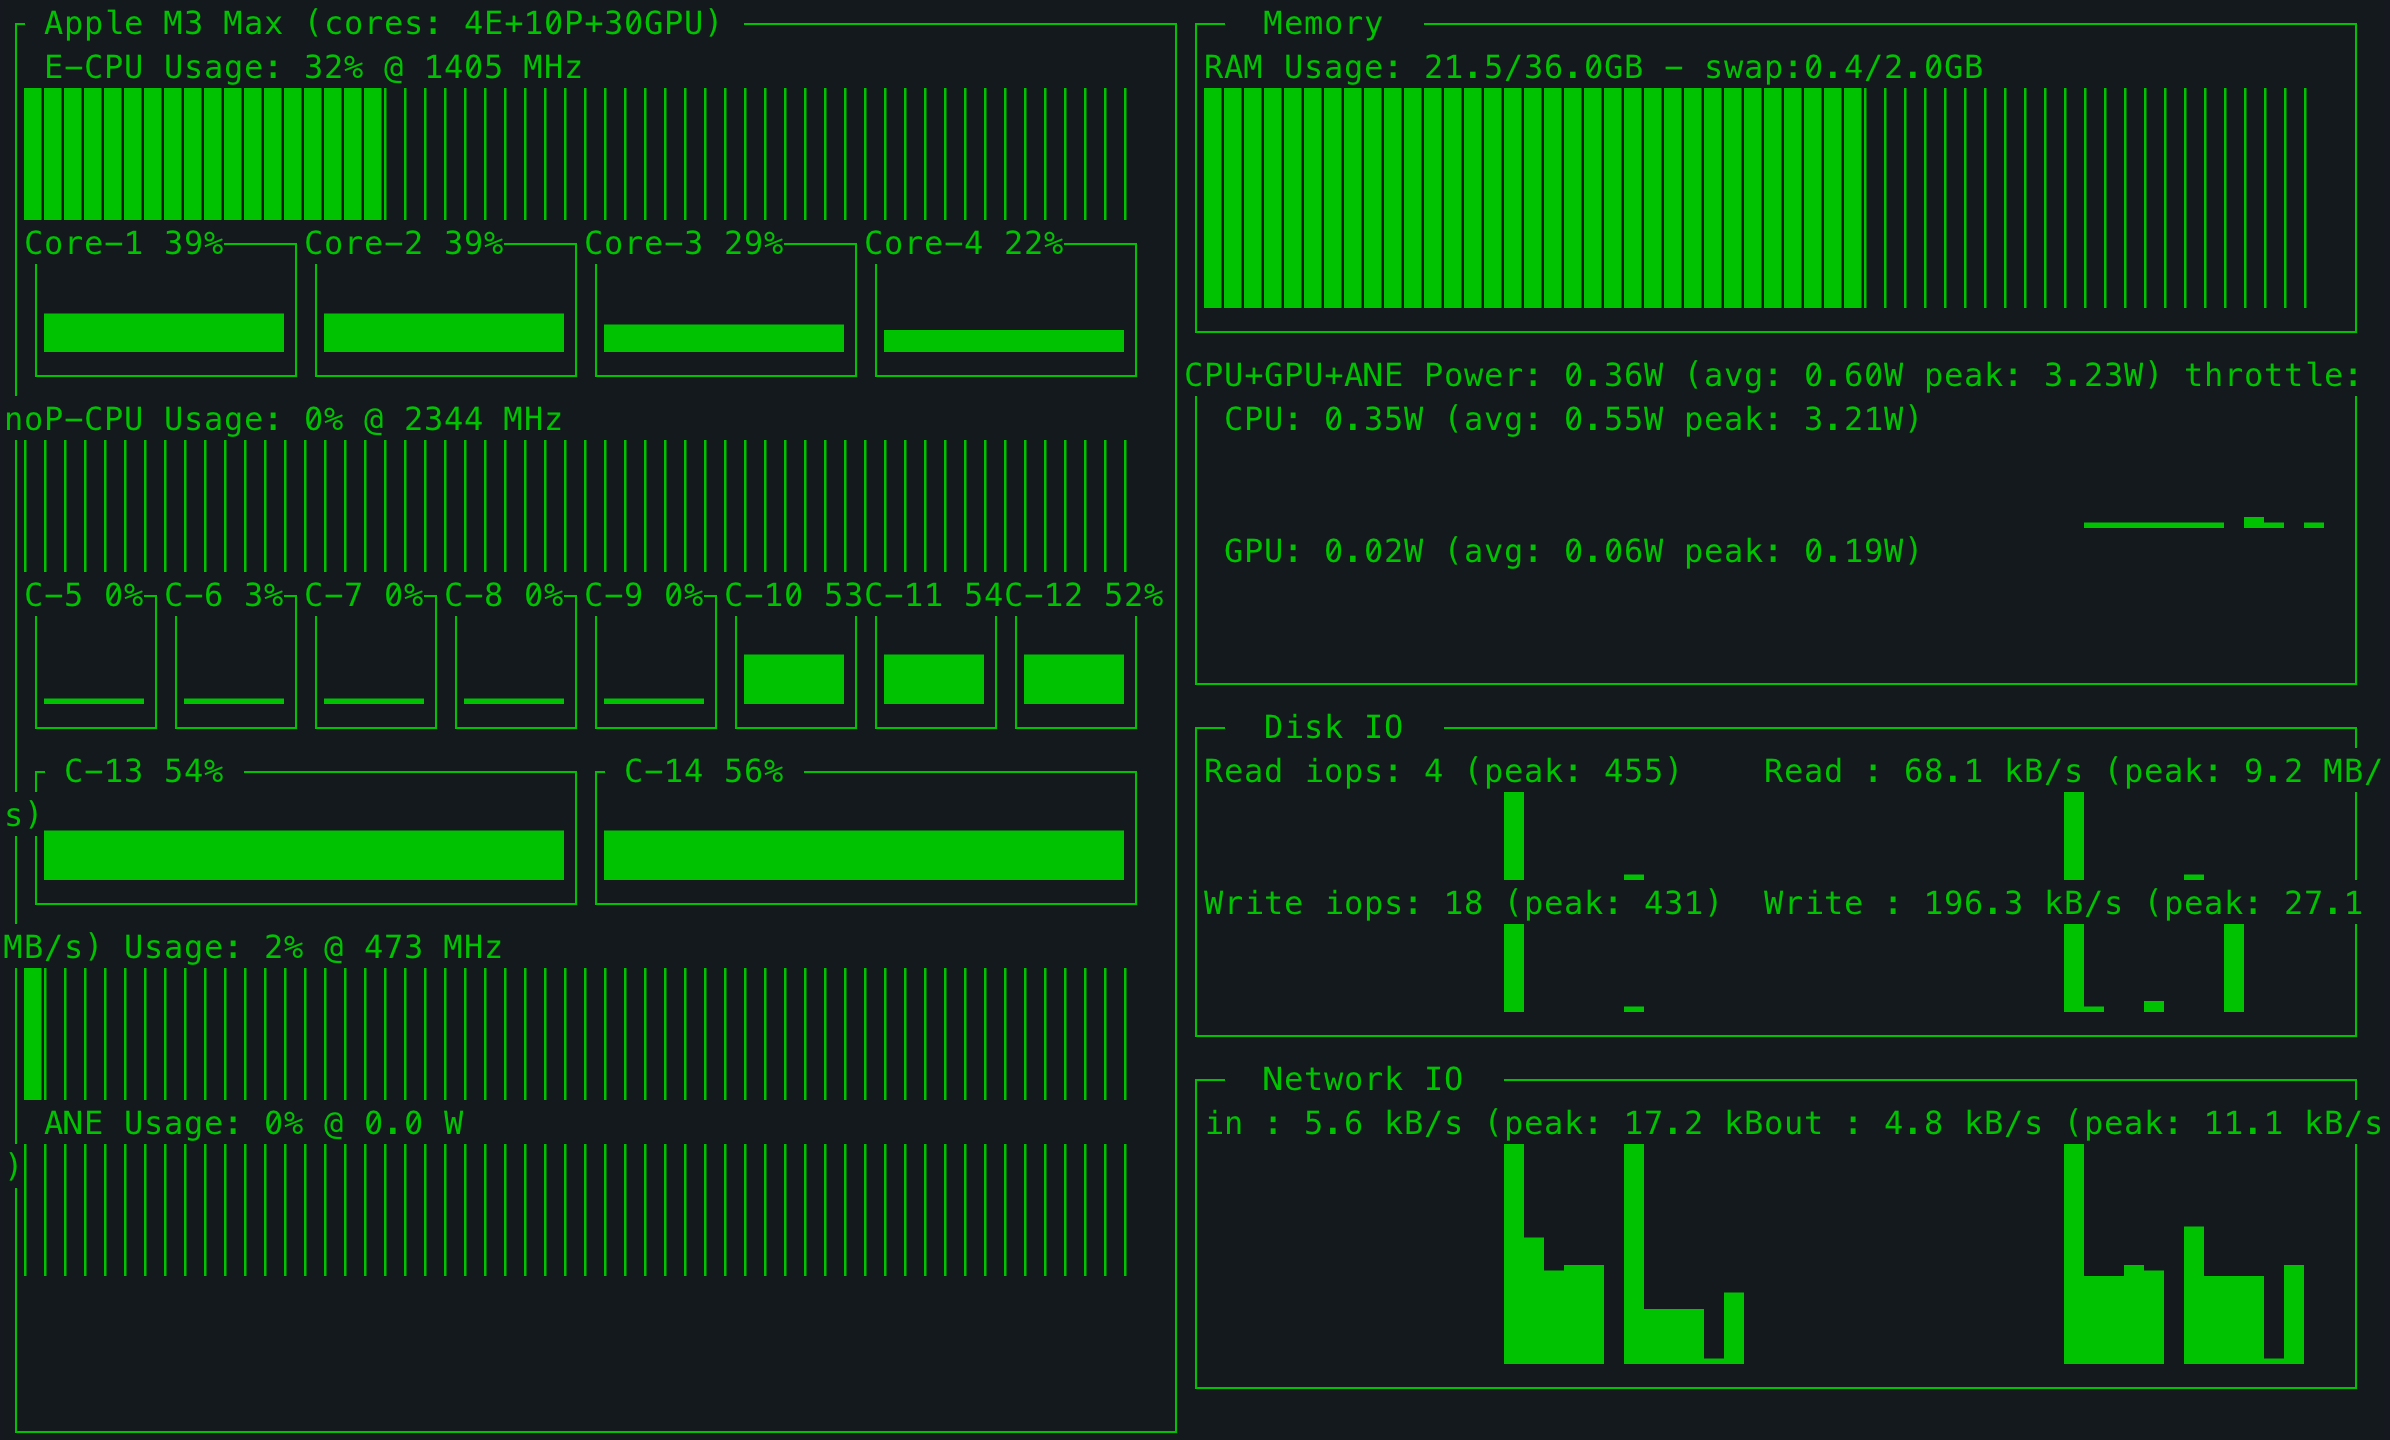 Apple M3 Max (cores: 4E+10P+30GPU)
E-CPU Usage: 32% @ 1405 MHz
Core-1 39% Core-2 39% Core-3 29% Core-4 22%
noP-CPU Usage: 0% @ 2344 MHz
C-5 0% C-6 3% C-7 0% C-8 0% C-9 0% C-10 53C-11 54C-12 52%
C-13 54% C-14 56%
s)
MB/s) Usage: 2% @ 473 MHz
ANE Usage: 0% @ 0.0 W
)
Memory
RAM Usage: 21.5/36.0GB - swap:0.4/2.0GB
CPU+GPU+ANE Power: 0.36W (avg: 0.60W peak: 3.23W) throttle:
CPU: 0.35W (avg: 0.55W peak: 3.21W)
GPU: 0.02W (avg: 0.06W peak: 0.19W)
Disk IO
Read iops: 4 (peak: 455) Read : 68.1 kB/s (peak: 9.2 MB/
Write iops: 18 (peak: 431) Write : 196.3 kB/s (peak: 27.1
Network IO
in : 5.6 kB/s (peak: 17.2 kBout : 4.8 kB/s (peak: 11.1 kB/s